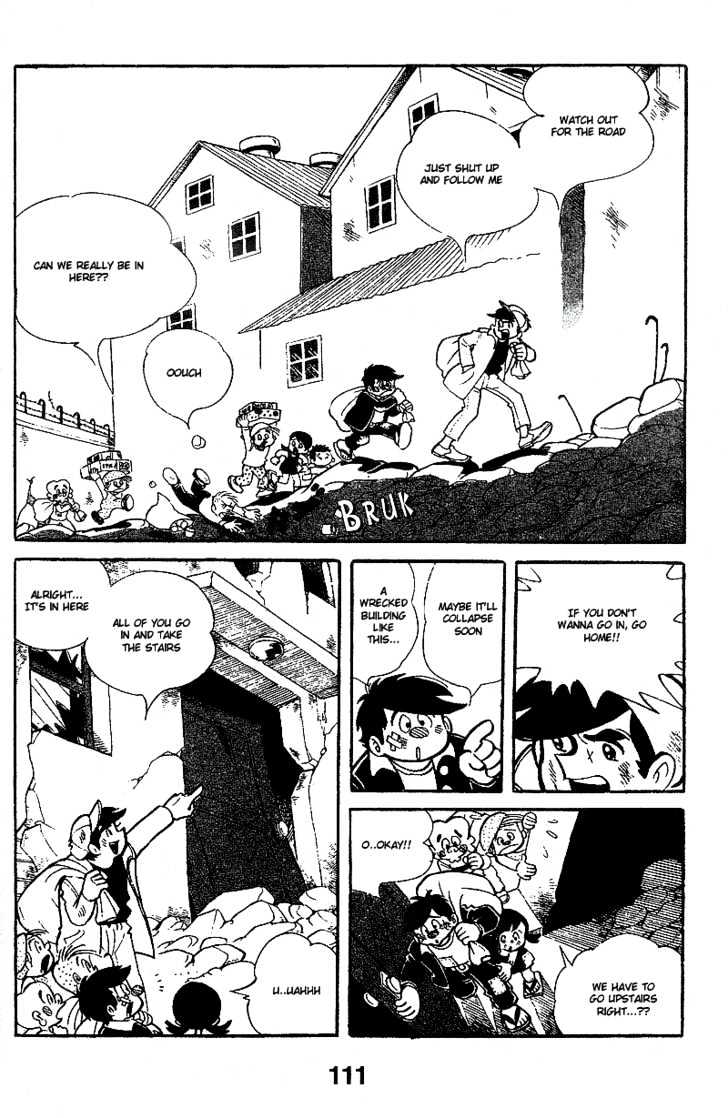 CAN WE REALLY BE IN
HERE??
OOUCH
JUST SHUT UP
AND FOLLOW ME
WATCH OUT
FOR THE ROAD
BRUK
ALRIGHT...
IT'S IN HERE
ALL OF YOU GO
IN AND TAKE
THE STAIRS
U..UAHHH
A
WRECKED
BUILDING
LIKE
THIS...
MAYBE IT'LL
COLLAPSE
SOON
IF YOU DON'T
WANNA GO IN, GO
HOME!!
O..OKAY!!
WE HAVE TO
GO UPSTAIRS
RIGHT...??
111